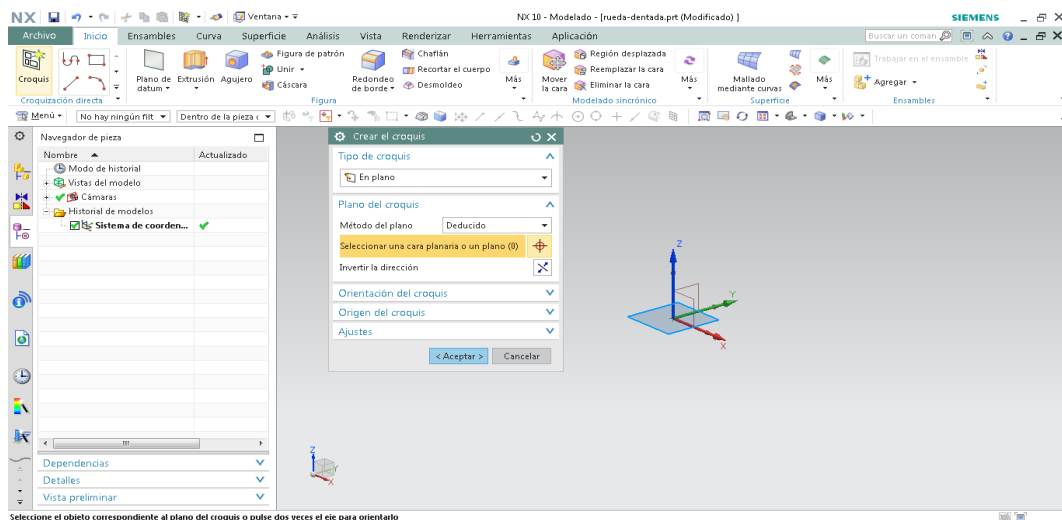 NX Ventana NX 10 - Modelado - [rueda-dentada.prt (Modificado) ] SIEMENS
Archivo Inicio Ensambles Curva Superficie Análisis Vista Renderizar Herramientas Aplicación Buscar un coman
Croquis
Croquización directa
Plano de datum
Extrusión
Agujero
Figura de patrón
Unir
Cáscara
Redondeo de borde
Chaflán
Recortar el cuerpo
Desmoldeo
Más
Figura
Mover la cara
Región desplazada
Reemplazar la cara
Eliminar la cara
Más
Modelado sincrónico
Mallado mediante curvas
Más
Superficie
Trabajar en el ensamble
Agregar
Ensambles
Menú No hay ningún filt Dentro de la pieza
Navegador de pieza
Nombre Actualizado
Modo de historial
Vistas del modelo
Cámaras
Historial de modelos
Sistema de coorden...
Dependencias
Detalles
Vista preliminar
Crear el croquis
Tipo de croquis
En plano
Plano del croquis
Método del plano Deducido
Seleccionar una cara planaria o un plano (0)
Invertir la dirección
Orientación del croquis
Origen del croquis
Ajustes
< Aceptar > Cancelar
Z
Y
X
Z
Y
X
Seleccione el objeto correspondiente al plano del croquis o pulse dos veces el eje para orientarlo